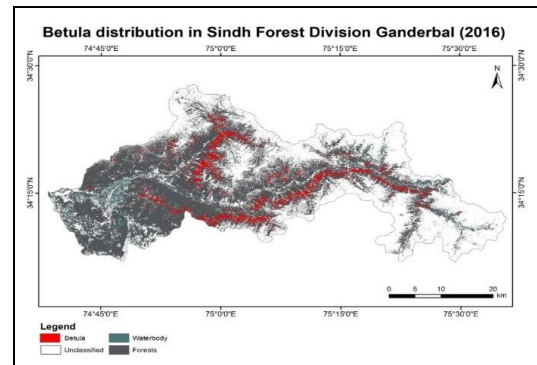 Betula distribution in Sindh Forest Division Ganderbal (2016)
74°45'0"E 75°0'0"E 75°15'0"E 75°30'0"E
34°30'0"N 34°30'0"N
N
34°15'0"N 34°15'0"N
0 5 10 20
km
74°45'0"E 75°0'0"E 75°15'0"E 75°30'0"E
Legend
Betula Waterbody
Unclassified Forests